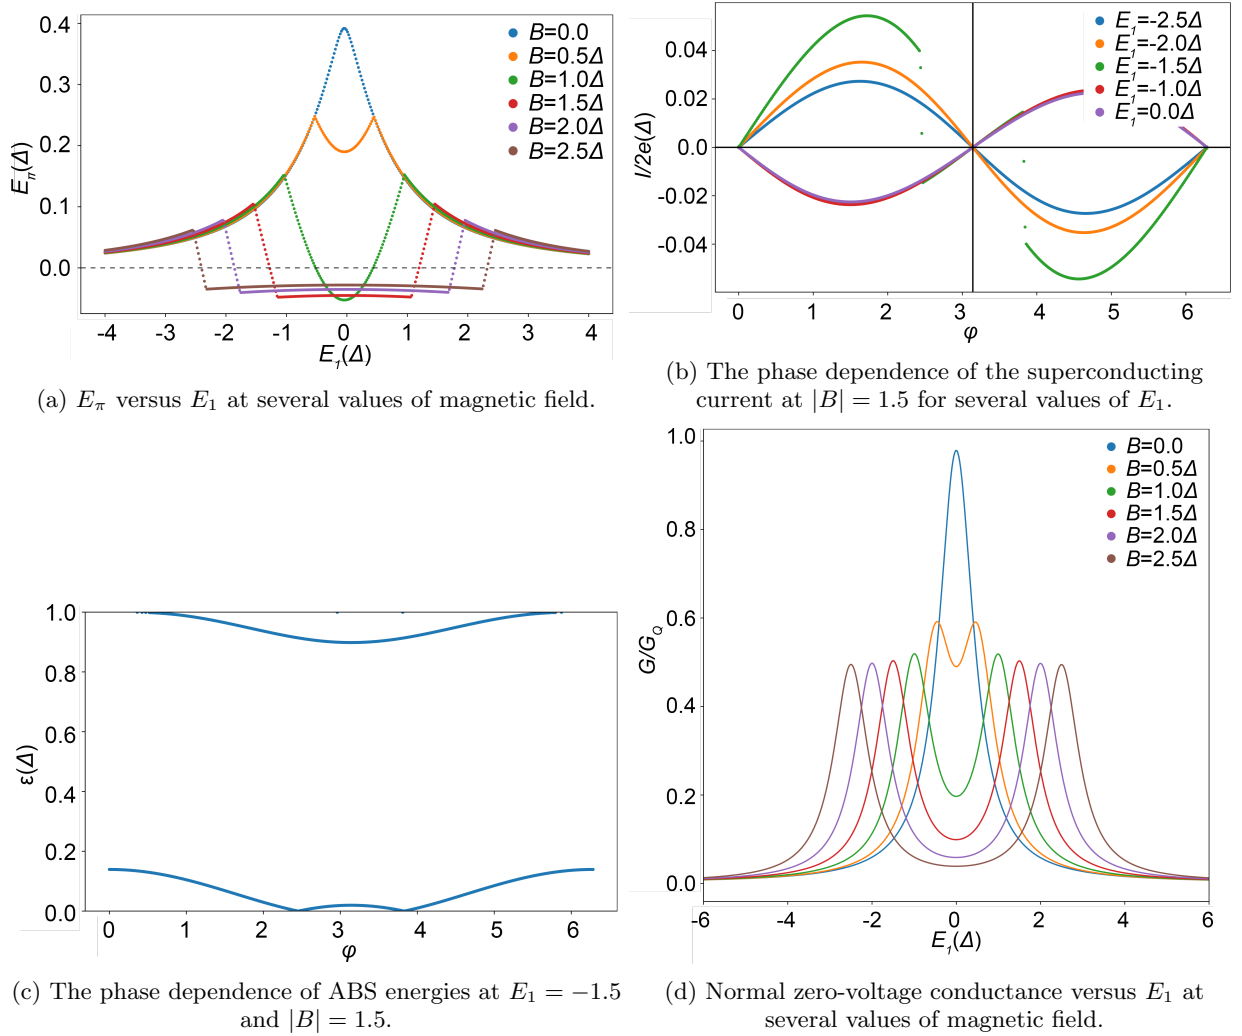 0.4
0.3
0.2
0.1
0.0
E_π(Δ)
B=0.0
B=0.5Δ
B=1.0Δ
B=1.5Δ
B=2.0Δ
B=2.5Δ
-4 -3 -2 -1 0 1 2 3 4
E_1(Δ)
(a) E_π versus E_1 at several values of magnetic field.
0.04
0.02
0.0
-0.02
-0.04
I/2e(Δ)
E_1=-2.5Δ
E_1=-2.0Δ
E_1=-1.5Δ
E_1=-1.0Δ
E_1=0.0Δ
0 1 2 3 4 5 6
φ
(b) The phase dependence of the superconducting
current at |B| = 1.5 for several values of E_1.
1.0
0.8
0.6
0.4
0.2
0.0
ε(Δ)
0 1 2 3 4 5 6
φ
(c) The phase dependence of ABS energies at E_1 = −1.5
and |B| = 1.5.
1.0
0.8
0.6
0.4
0.2
0.0
G/G_Q
B=0.0
B=0.5Δ
B=1.0Δ
B=1.5Δ
B=2.0Δ
B=2.5Δ
-6 -4 -2 0 2 4 6
E_1(Δ)
(d) Normal zero-voltage conductance versus E_1 at
several values of magnetic field.